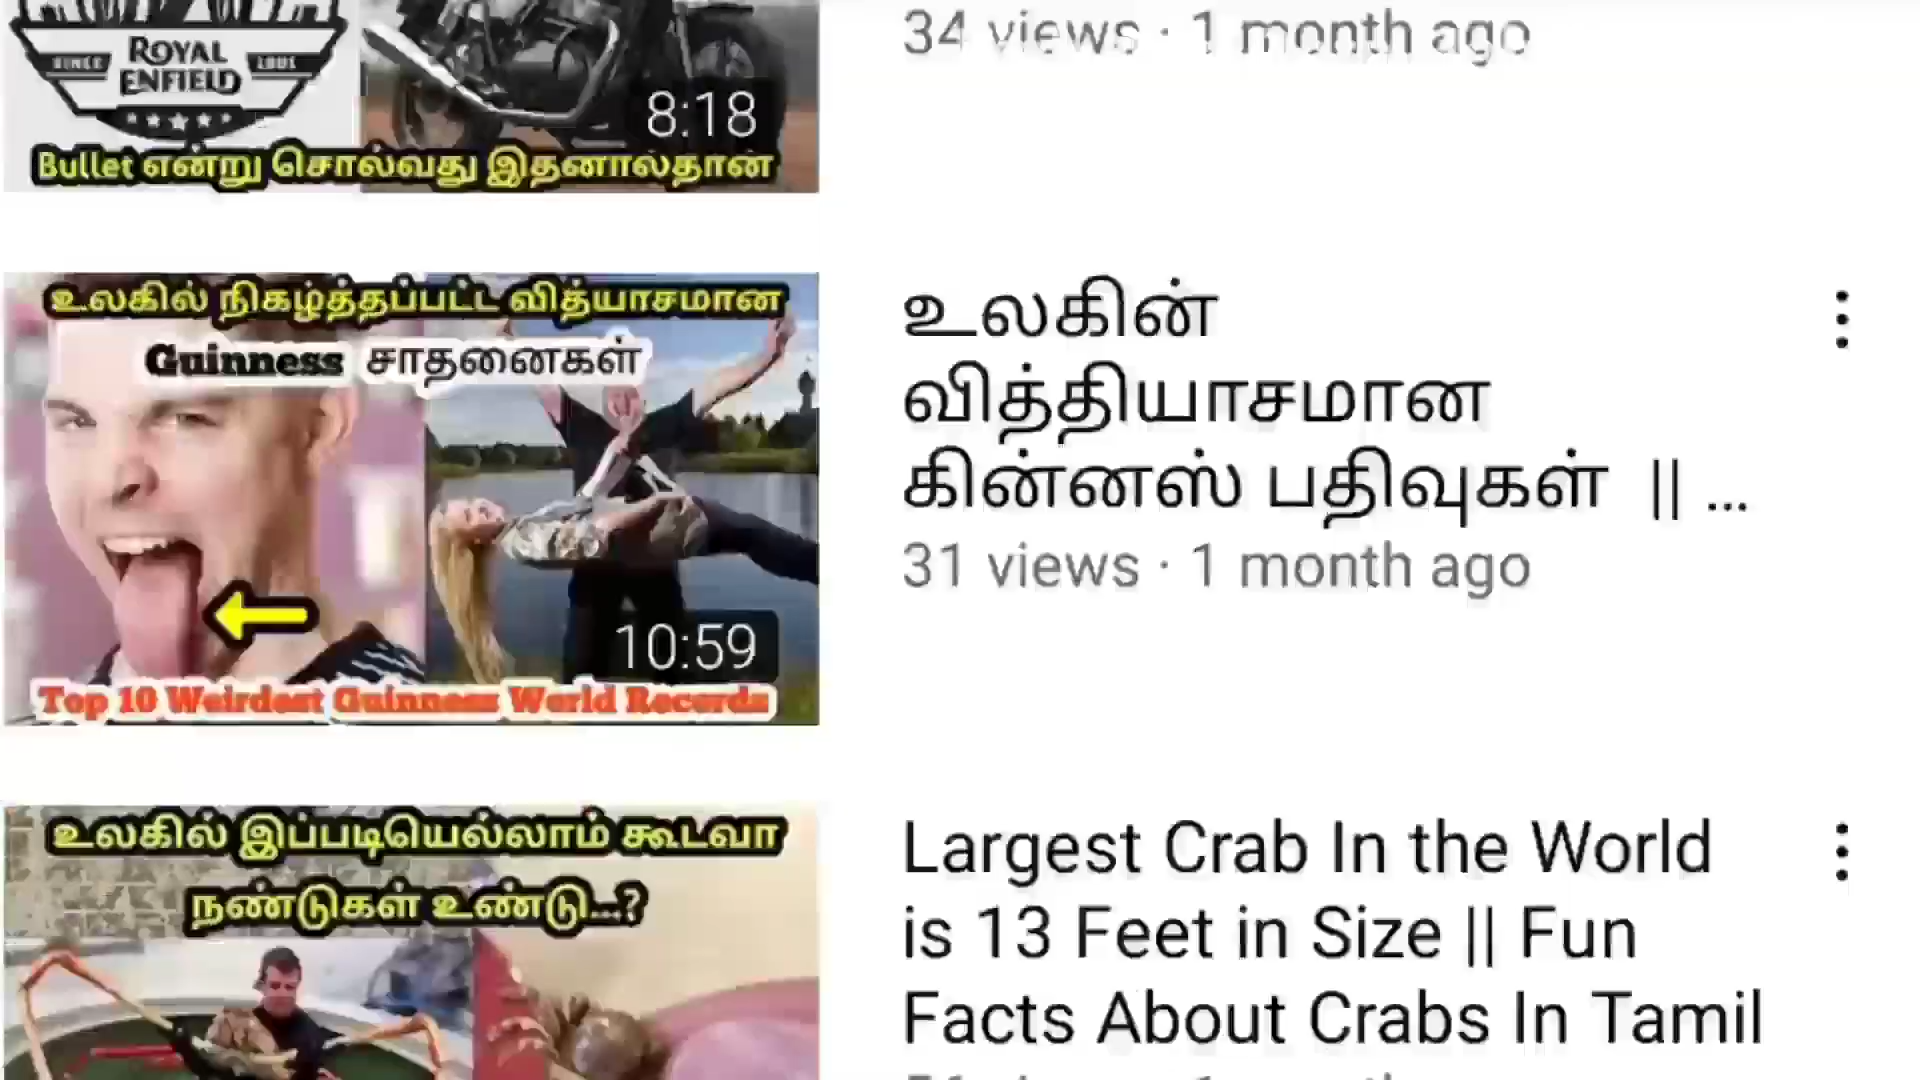 ROYAL
SINCE ENFIELD 1901
8:18
Bullet என்று சொல்வது இதனால்தான்
34 views · 1 month ago
உலகில் நிகழ்த்தப்பட்ட வித்யாசமான
Guinness சாதனைகள்
10:59
Top 10 Weirdest Guinness World Records
உலகின்
வித்தியாசமான
கின்னஸ் பதிவுகள் || ...
31 views · 1 month ago
உலகில் இப்படியெல்லாம் கூடவா
நண்டுகள் உண்டு...?
Largest Crab In the World
is 13 Feet in Size || Fun
Facts About Crabs In Tamil